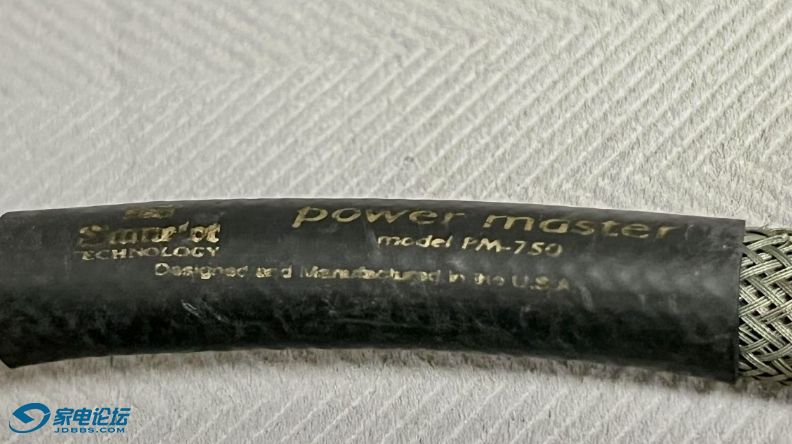 power master
model PM-750
TECHNOLOGY
Designed and Manufactured in the U.S.A
家电论坛
JDBBS.COM